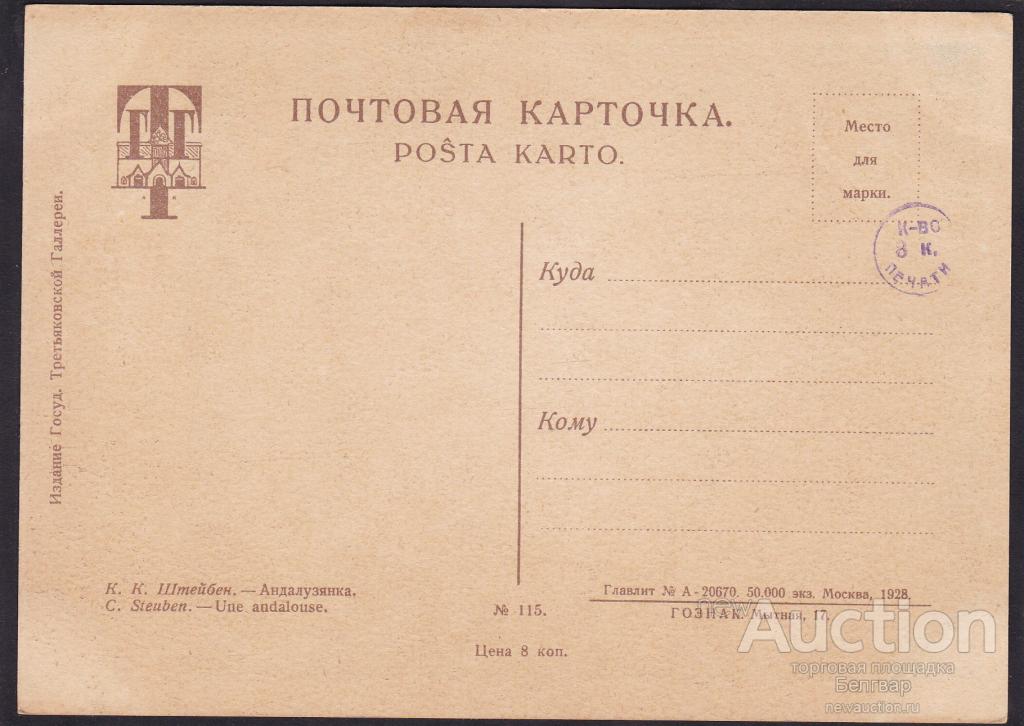 ПОЧТОВАЯ КАРТОЧКА.
POŜTA KARTO.
Место
для
марки.
К-ВО
8 К.
ПЕЧАТИ
Издание Госуд. Третьяковской Галлереи.
Куда
Кому
К. К. Штейбен. — Андалузянка.
C. Steuben. — Une andalouse.
№ 115.
Цена 8 коп.
Главлит № А - 20670. 50.000 экз. Москва, 1928.
ГОЗНАК. Мытная, 17.
newAuction
торговая площадка
Белгвар
newauction.ru